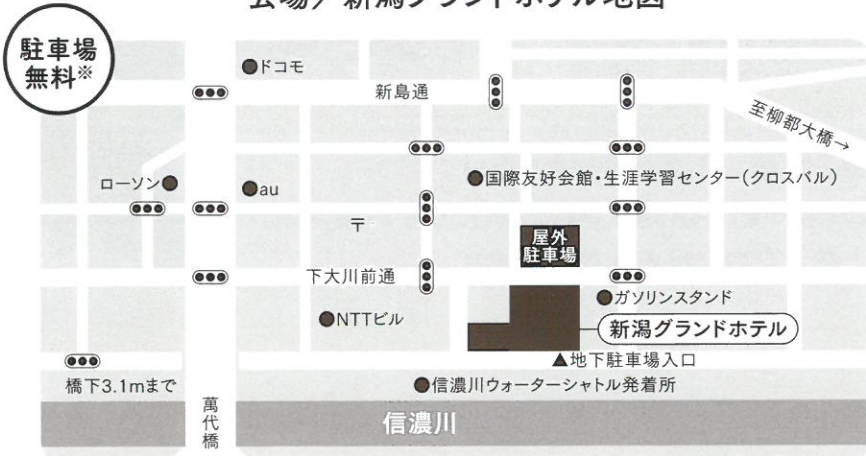 会場／新潟グランドホテル地図
駐車場
無料※
●ドコモ
新島通
至柳都大橋→
ローソン●
●au
●国際友好会館・生涯学習センター(クロスパル)
〒
屋外
駐車場
下大川前通
●ガソリンスタンド
●NTTビル
新潟グランドホテル
▲地下駐車場入口
橋下3.1mまで
●信濃川ウォーターシャトル発着所
萬代橋
信濃川